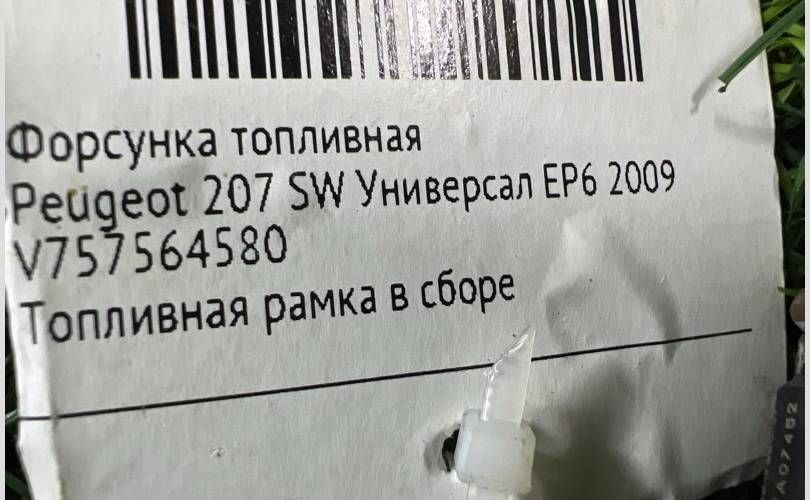 Форсунка топливная
Peugeot 207 SW Универсал EP6 2009
V757564580
Топливная рамка в сборе